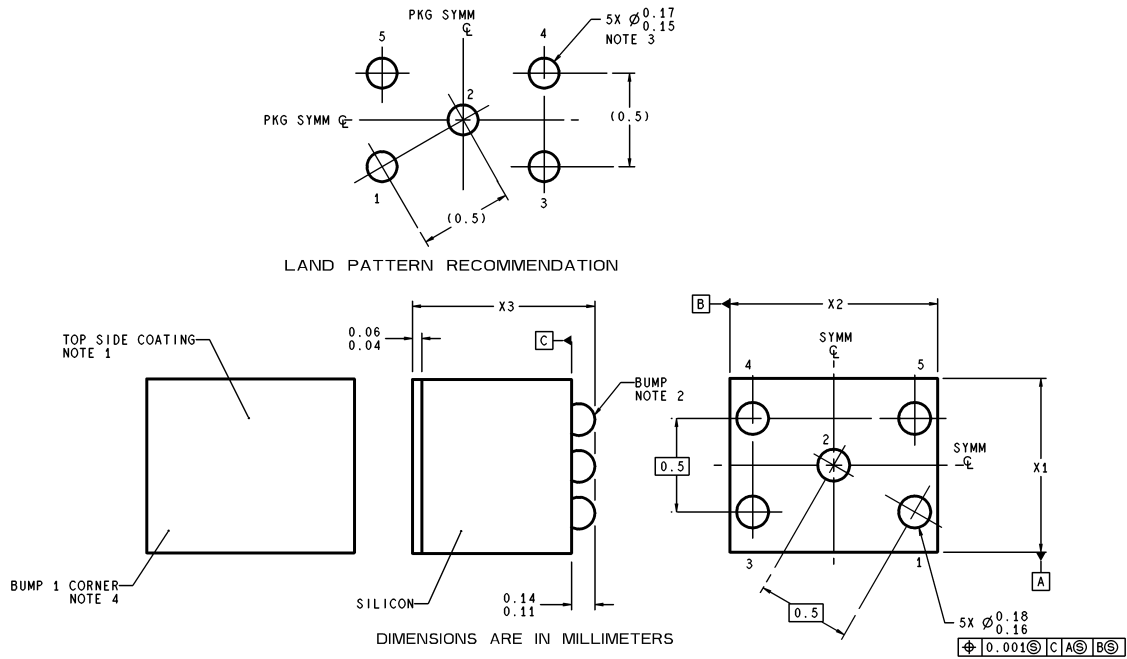 PKG SYMM
℄
5X Ø 0.17
0.15
NOTE 3
5
4
2
PKG SYMM ℄
(0.5)
1
3
(0.5)
LAND PATTERN RECOMMENDATION
X3
B
X2
0.06
0.04
TOP SIDE COATING
NOTE 1
C
SYMM
℄
4
5
BUMP
NOTE 2
2
SYMM
℄
0.5
X1
BUMP 1 CORNER
NOTE 4
SILICON
0.14
0.11
3
1
A
0.5
5X Ø 0.18
0.16
DIMENSIONS ARE IN MILLIMETERS
⌖ 0.001Ⓢ C AⓈ BⓈ